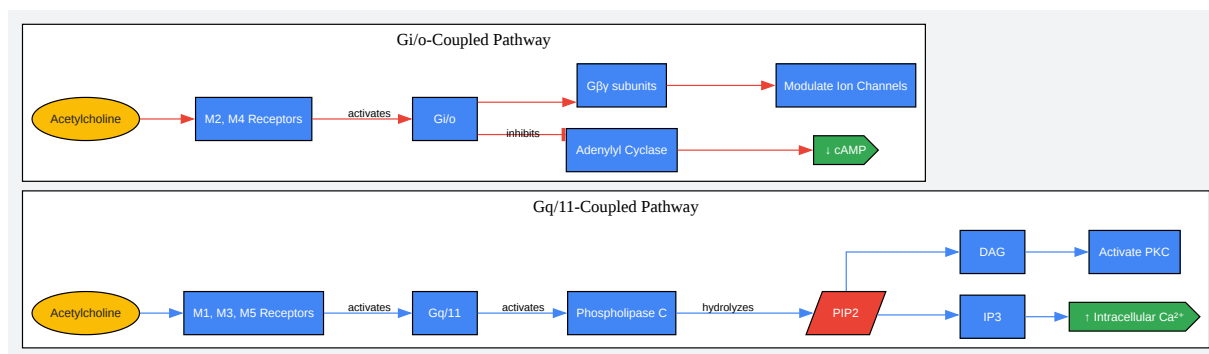 Gi/o-Coupled Pathway
Gβγ subunits
Modulate Ion Channels
Acetylcholine
M2, M4 Receptors
activates
Gi/o
inhibits
Adenylyl Cyclase
↓ cAMP
Gq/11-Coupled Pathway
DAG
Activate PKC
Acetylcholine
M1, M3, M5 Receptors
activates
Gq/11
activates
Phospholipase C
hydrolyzes
PIP2
IP3
↑ Intracellular Ca²⁺